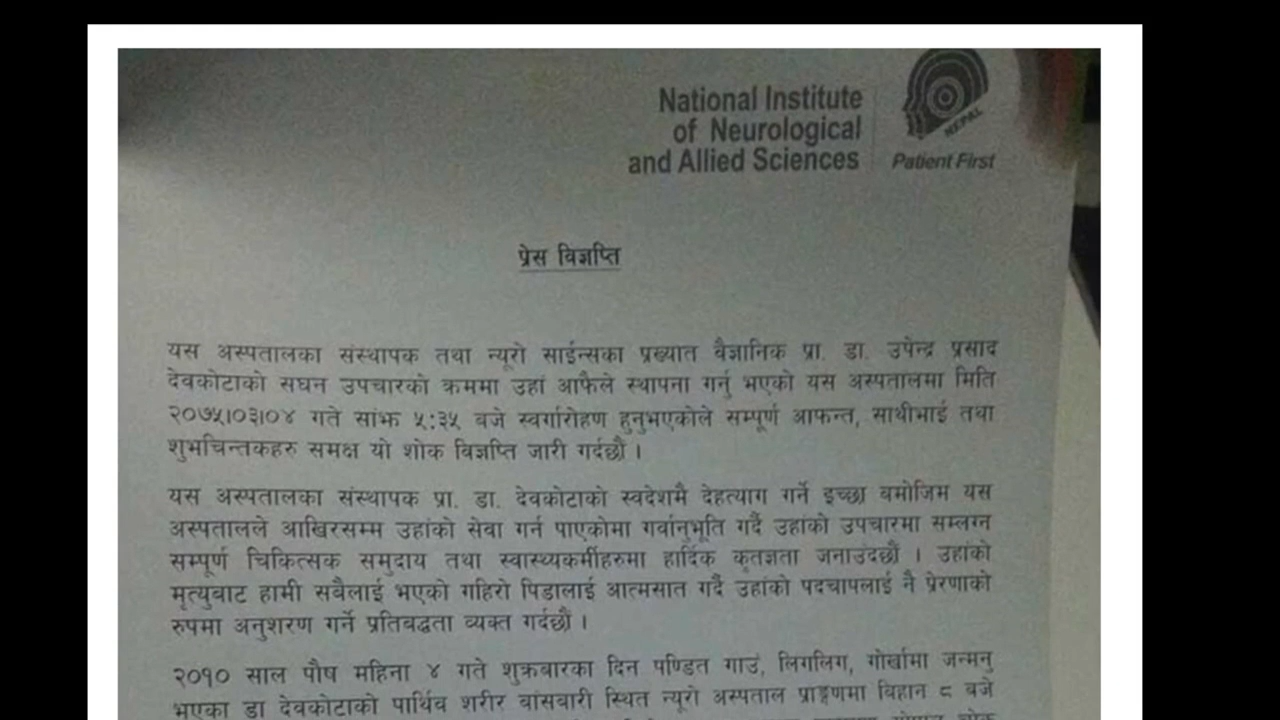 National Institute
of Neurological
and Allied Sciences
NEPAL
Patient First
प्रेस विज्ञप्ति
यस अस्पतालका संस्थापक तथा न्यूरो साईन्सका प्रख्यात वैज्ञानिक प्रा. डा. उपेन्द्र प्रसाद
देवकोटाको सघन उपचारको क्रममा उहां आफैले स्थापना गर्नु भएको यस अस्पतालमा मिति
२०७५।०३।०४ गते सांझ ५:३५ बजे स्वर्गारोहण हुनुभएकोले सम्पूर्ण आफन्त, साथीभाई तथा
शुभचिन्तकहरु समक्ष यो शोक विज्ञप्ति जारी गर्दछौं ।
यस अस्पतालका संस्थापक प्रा. डा. देवकोटाको स्वदेशमै देहत्याग गर्ने इच्छा बमोजिम यस
अस्पतालले आखिरसम्म उहांको सेवा गर्न पाएकोमा गर्वानुभूति गर्दै उहांको उपचारमा सम्लग्न
सम्पूर्ण चिकित्सक समुदाय तथा स्वास्थ्यकर्मीहरुमा हार्दिक कृतज्ञता जनाउंदछौं । उहांको
मृत्युबाट हामी सबैलाई भएको गहिरो पिडालाई आत्मसात गर्दै उहांको पदचापलाई नै प्रेरणाको
रुपमा अनुशरण गर्ने प्रतिबद्धता व्यक्त गर्दछौं ।
२०१० साल पौष महिना ४ गते शुक्रबारका दिन पण्डित गाउं, लिगलिग, गोर्खामा जन्मनु
भएका डा देवकोटाको पार्थिव शरीर बांसबारी स्थित न्यूरो अस्पताल प्राङ्गणमा विहान ८ बजे